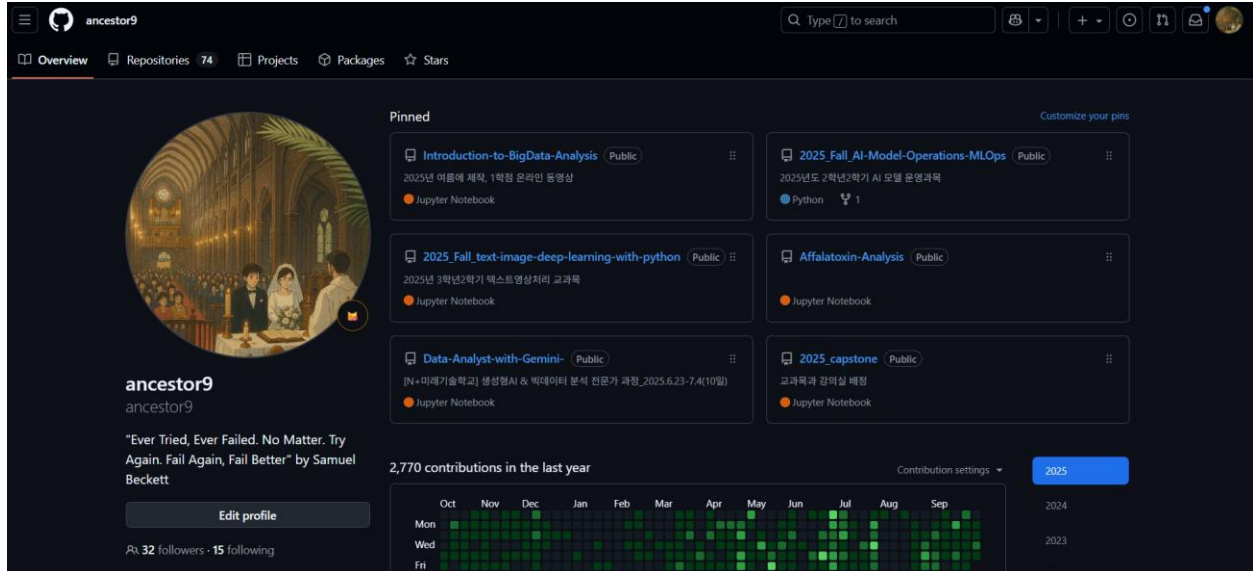 ancestor9
Type / to search
Overview
Repositories 74
Projects
Packages
Stars
Pinned
Customize your pins
Introduction-to-BigData-Analysis Public
2025년 여름에 제작, 1학점 온라인 동영상
Jupyter Notebook
2025_Fall_AI-Model-Operations-MLOps Public
2025년도 2학년2학기 AI 모델 운영과목
Python 1
2025_Fall_text-image-deep-learning-with-python Public
2025년 3학년2학기 텍스트영상처리 교과목
Jupyter Notebook
Affalatoxin-Analysis Public
Jupyter Notebook
Data-Analyst-with-Gemini- Public
[N+미래기술학교] 생성형AI & 빅데이터 분석 전문가 과정_2025.6.23-7.4(10일)
Jupyter Notebook
2025_capstone Public
교과목과 강의실 배정
Jupyter Notebook
ancestor9
ancestor9
"Ever Tried, Ever Failed. No Matter. Try
Again. Fail Again, Fail Better" by Samuel
Beckett
Edit profile
32 followers · 15 following
2,770 contributions in the last year
Contribution settings
2025
2024
2023
Oct Nov Dec Jan Feb Mar Apr May Jun Jul Aug Sep
Mon
Wed
Fri